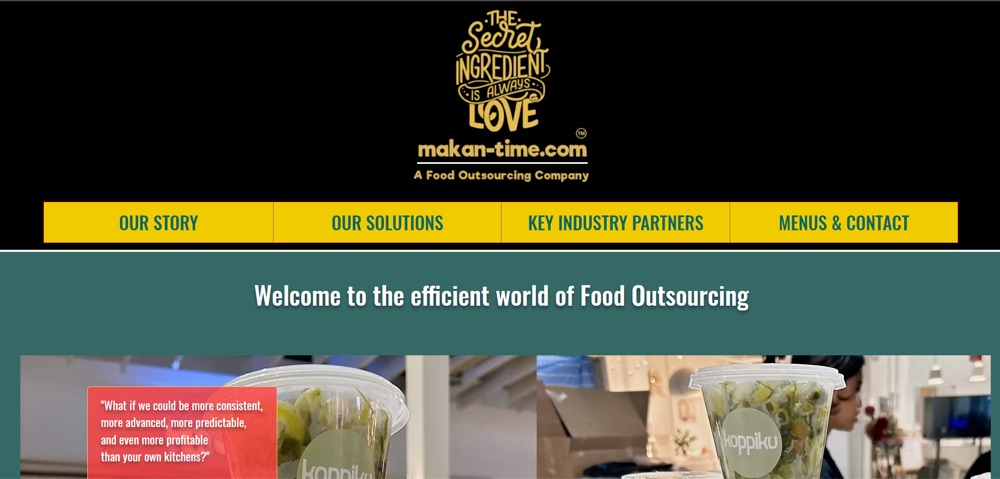 THE
Secret
INGREDIENT
IS ALWAYS
LOVE
TM
makan-time.com
A Food Outsourcing Company
OUR STORY
OUR SOLUTIONS
KEY INDUSTRY PARTNERS
MENUS & CONTACT
Welcome to the efficient world of Food Outsourcing
"What if we could be more consistent,
more advanced, more predictable,
and even more profitable
than your own kitchens?"
koppiku
koppiku